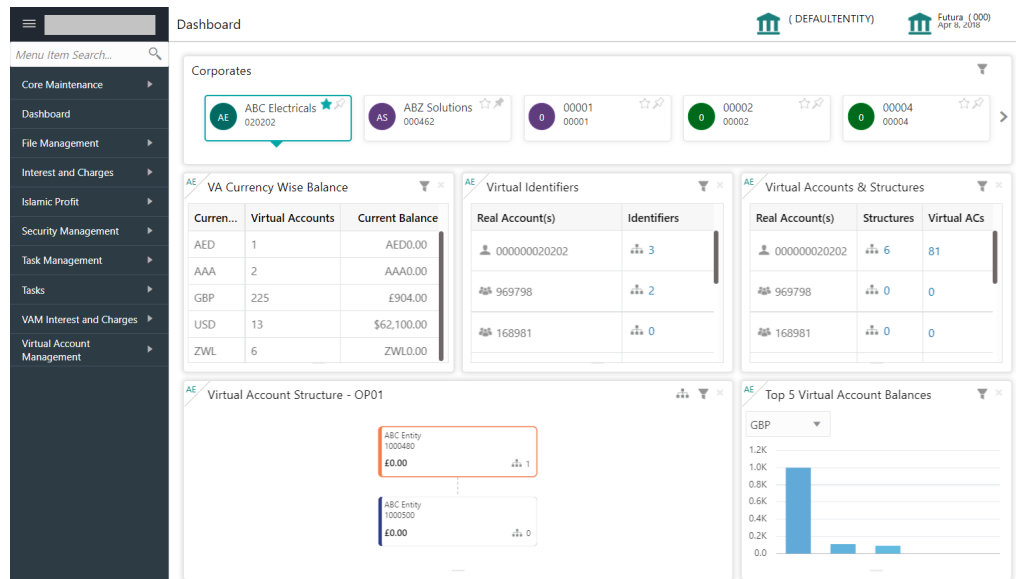 Dashboard
( DEFAULTENTITY)
Futura ( 000)
Apr 8, 2018
Menu Item Search...
Core Maintenance
Dashboard
File Management
Interest and Charges
Islamic Profit
Security Management
Task Management
Tasks
VAM Interest and Charges
Virtual Account
Management
Corporates
AE
ABC Electricals
020202
AS
ABZ Solutions
000462
0
00001
00001
0
00002
00002
0
00004
00004
AE
VA Currency Wise Balance
Curren... Virtual Accounts Current Balance
AED 1 AED0.00
AAA 2 AAA0.00
GBP 225 £904.00
USD 13 $62,100.00
ZWL 6 ZWL0.00
AE
Virtual Identifiers
Real Account(s) Identifiers
000000020202 3
969798 2
168981 0
AE
Virtual Accounts & Structures
Real Account(s) Structures Virtual ACs
000000020202 6 81
969798 0 0
168981 0 0
AE
Virtual Account Structure - OP01
ABC Entity
1000480
£0.00 1
ABC Entity
1000500
£0.00 0
AE
Top 5 Virtual Account Balances
GBP
1.2K
1.0K
0.8K
0.6K
0.4K
0.2K
0.0